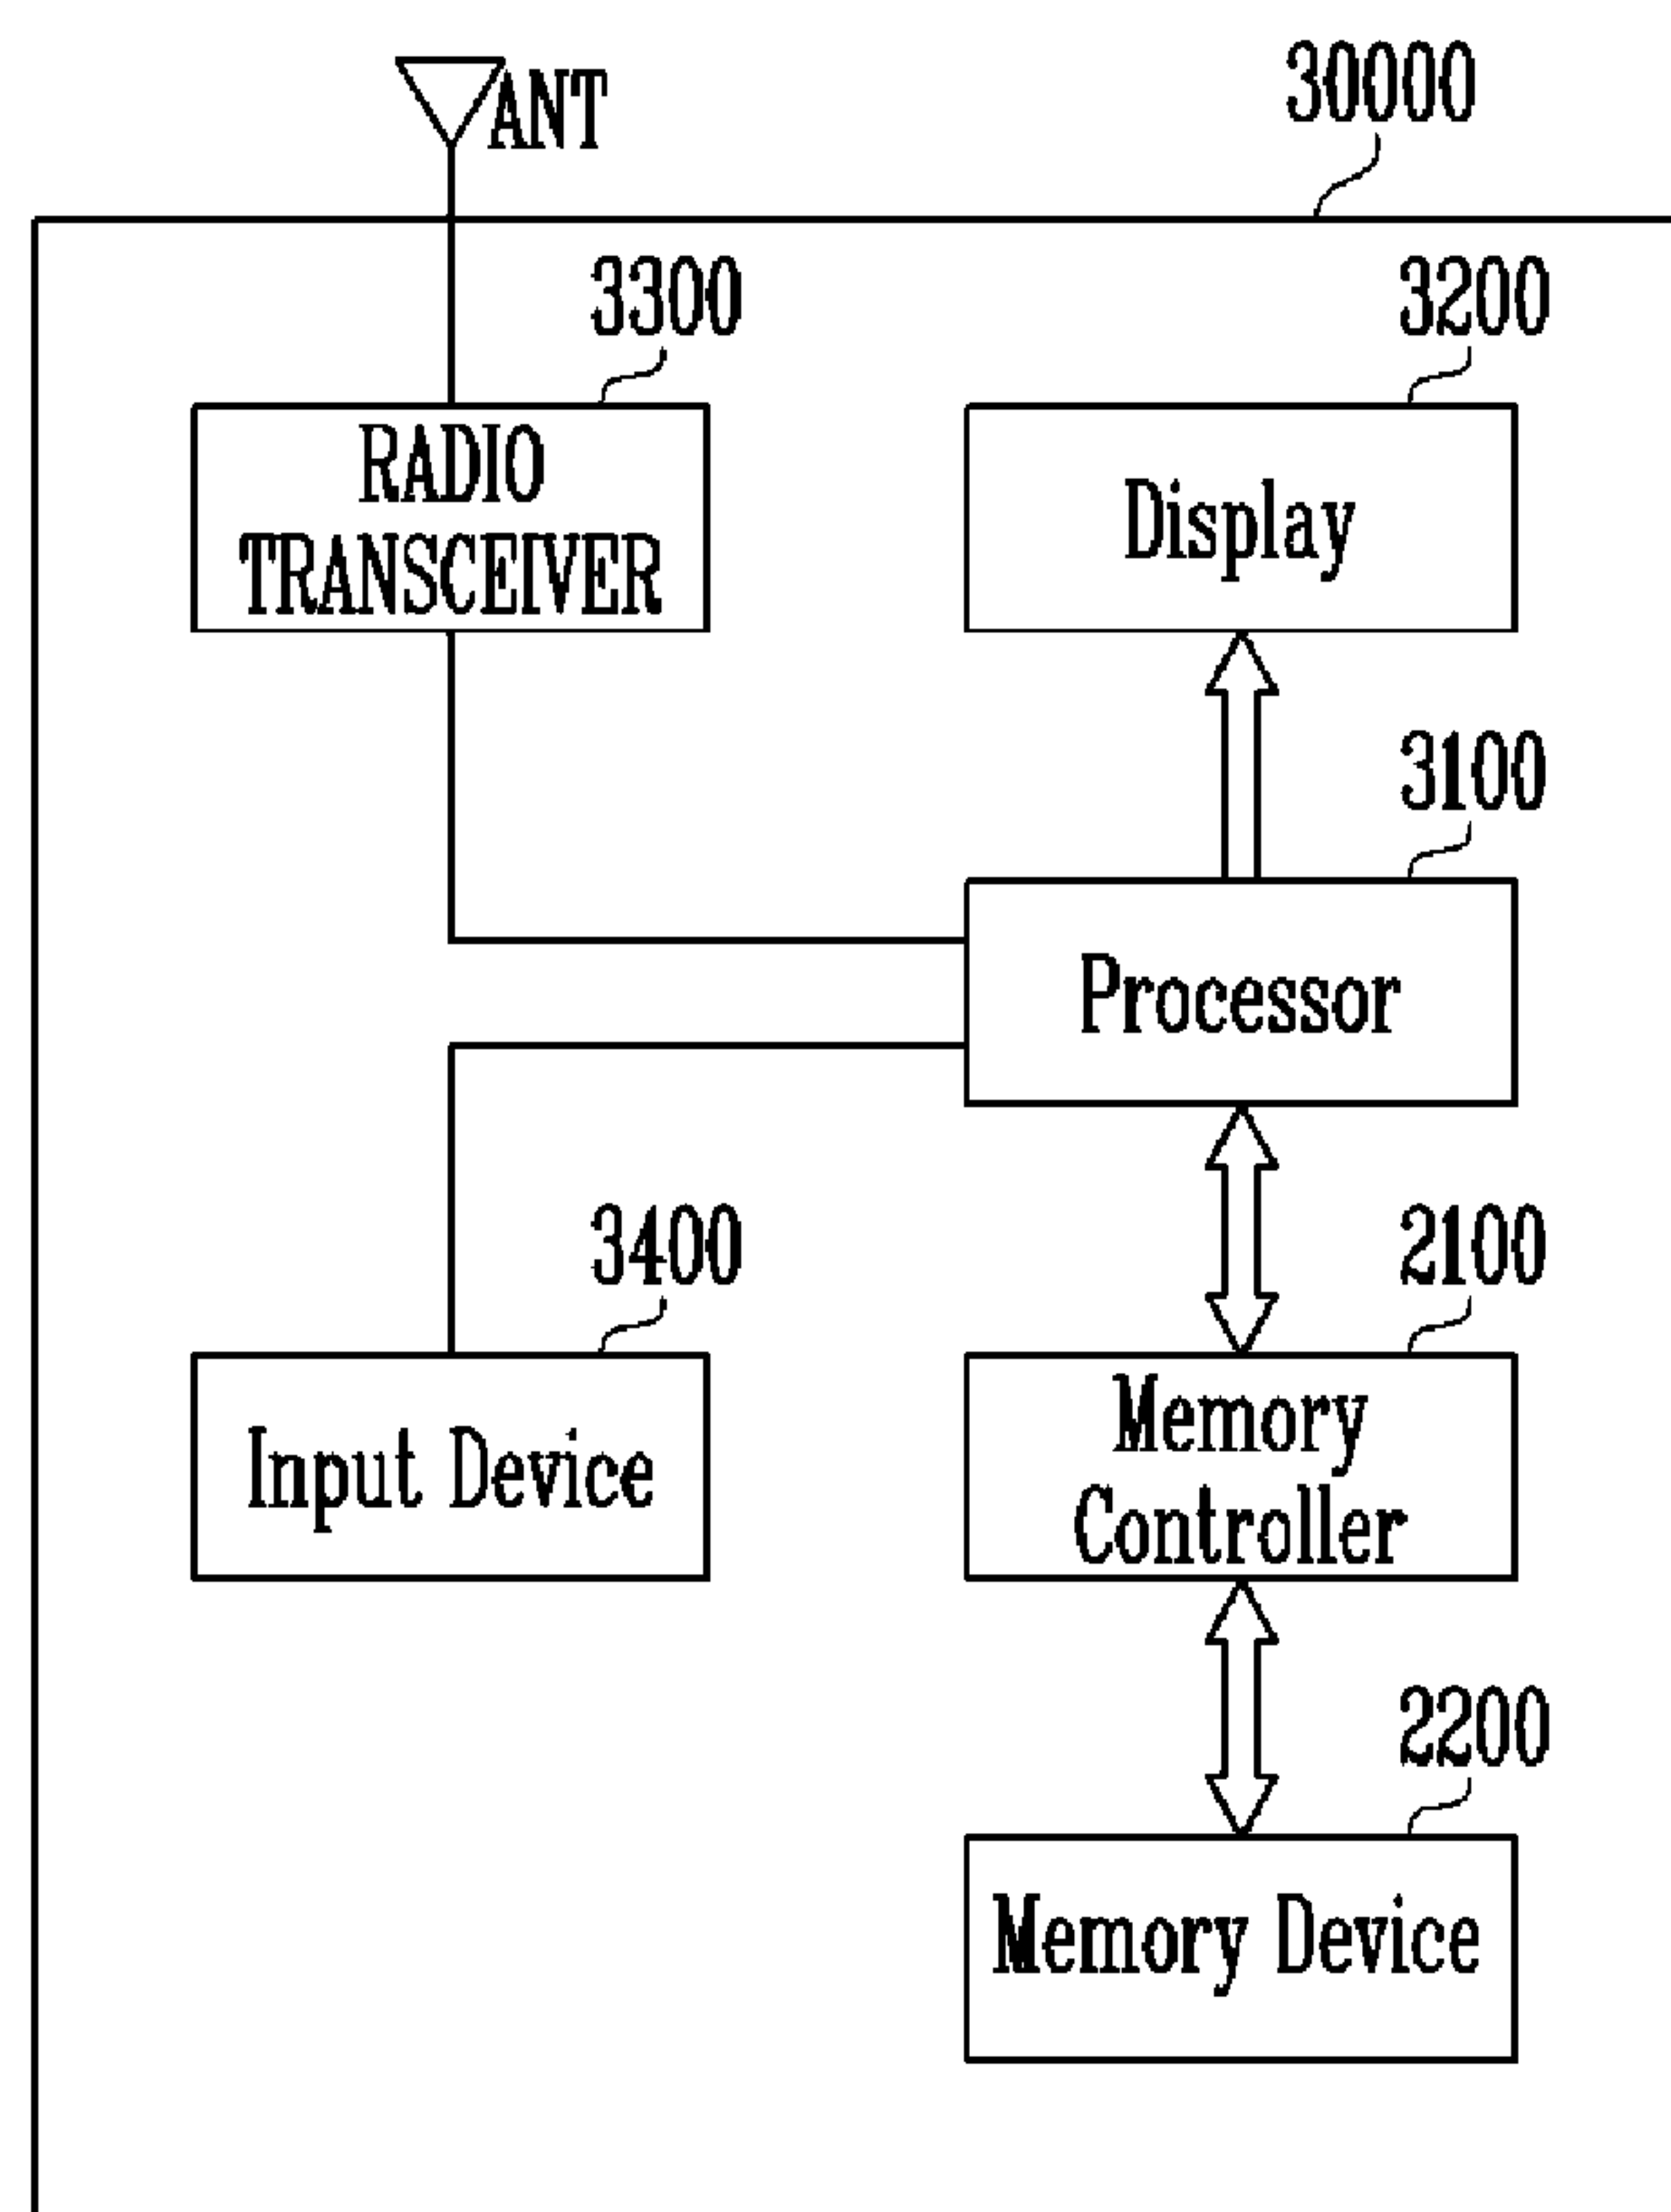 ANT
30000
3300
3200
RADIO
TRANSCEIVER
Display
3100
Processor
3400
2100
Input Device
Memory
Controller
2200
Memory Device